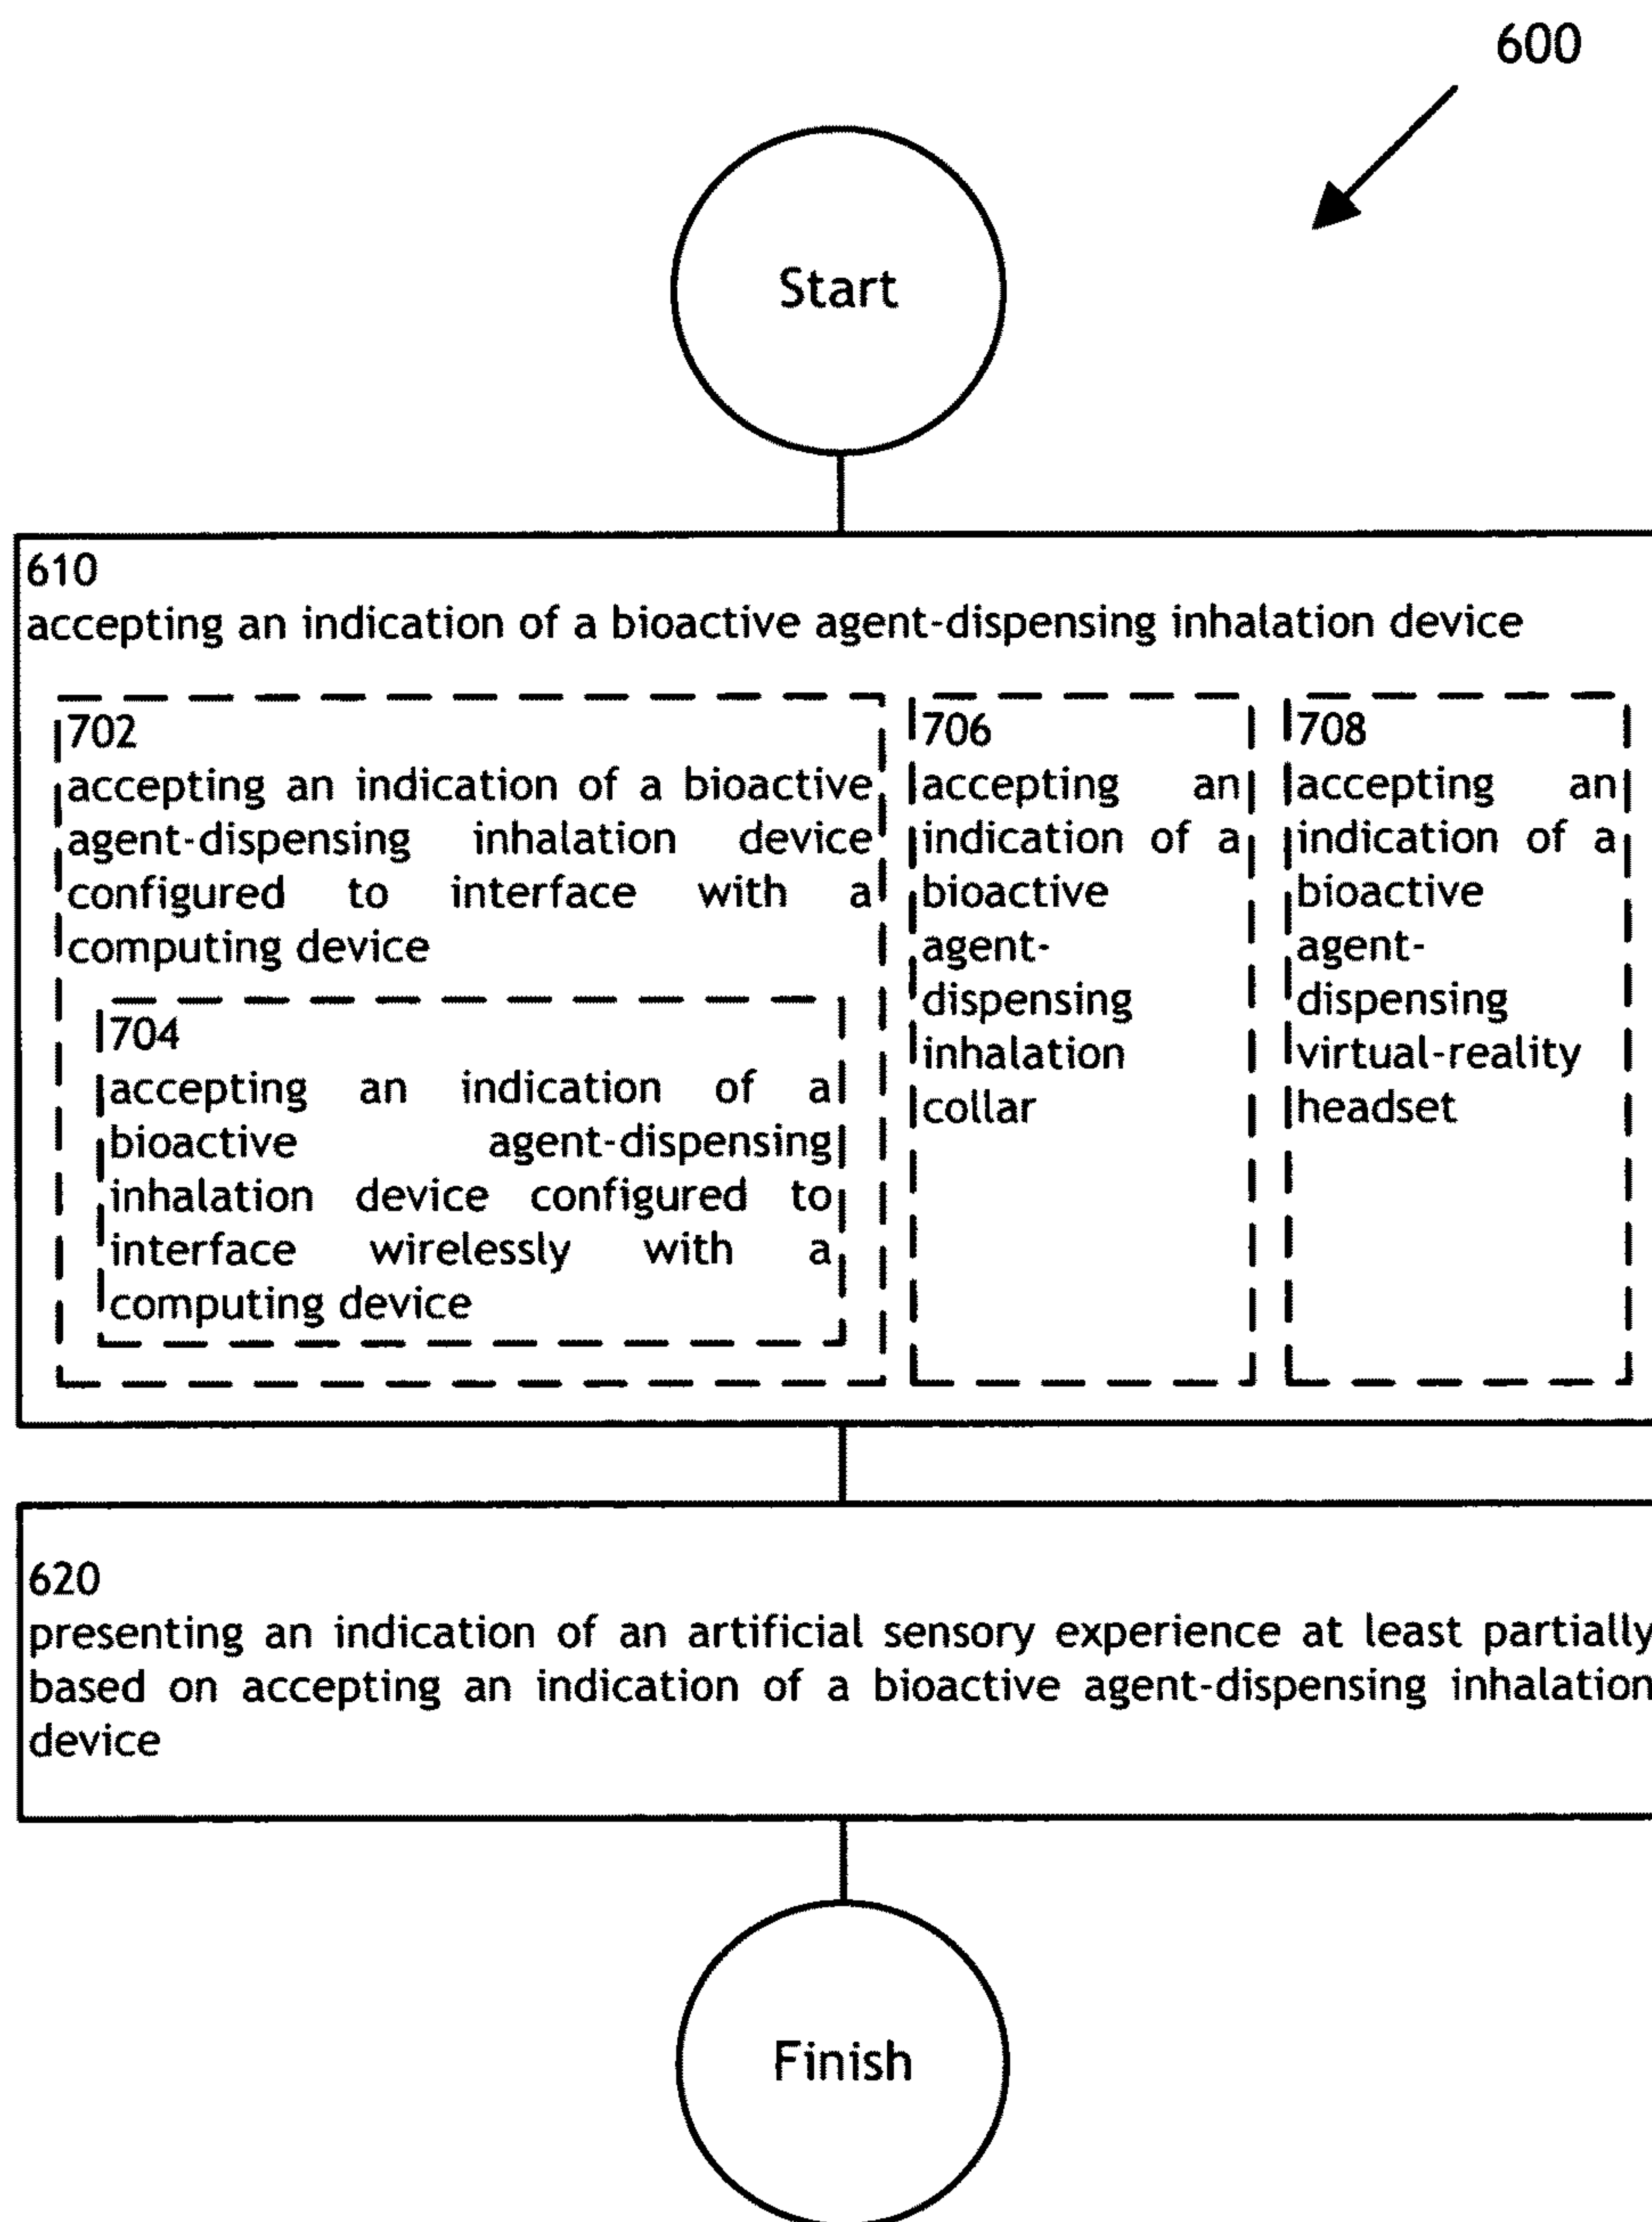 600
Start
610
accepting an indication of a bioactive agent-dispensing inhalation device
702
accepting an indication of a bioactive
agent-dispensing inhalation device
configured to interface with a
computing device
704
accepting an indication of a
bioactive agent-dispensing
inhalation device configured to
interface wirelessly with a
computing device
706
accepting an
indication of a
bioactive
agent-
dispensing
inhalation
collar
708
accepting an
indication of a
bioactive
agent-
dispensing
virtual-reality
headset
620
presenting an indication of an artificial sensory experience at least partially
based on accepting an indication of a bioactive agent-dispensing inhalation
device
Finish